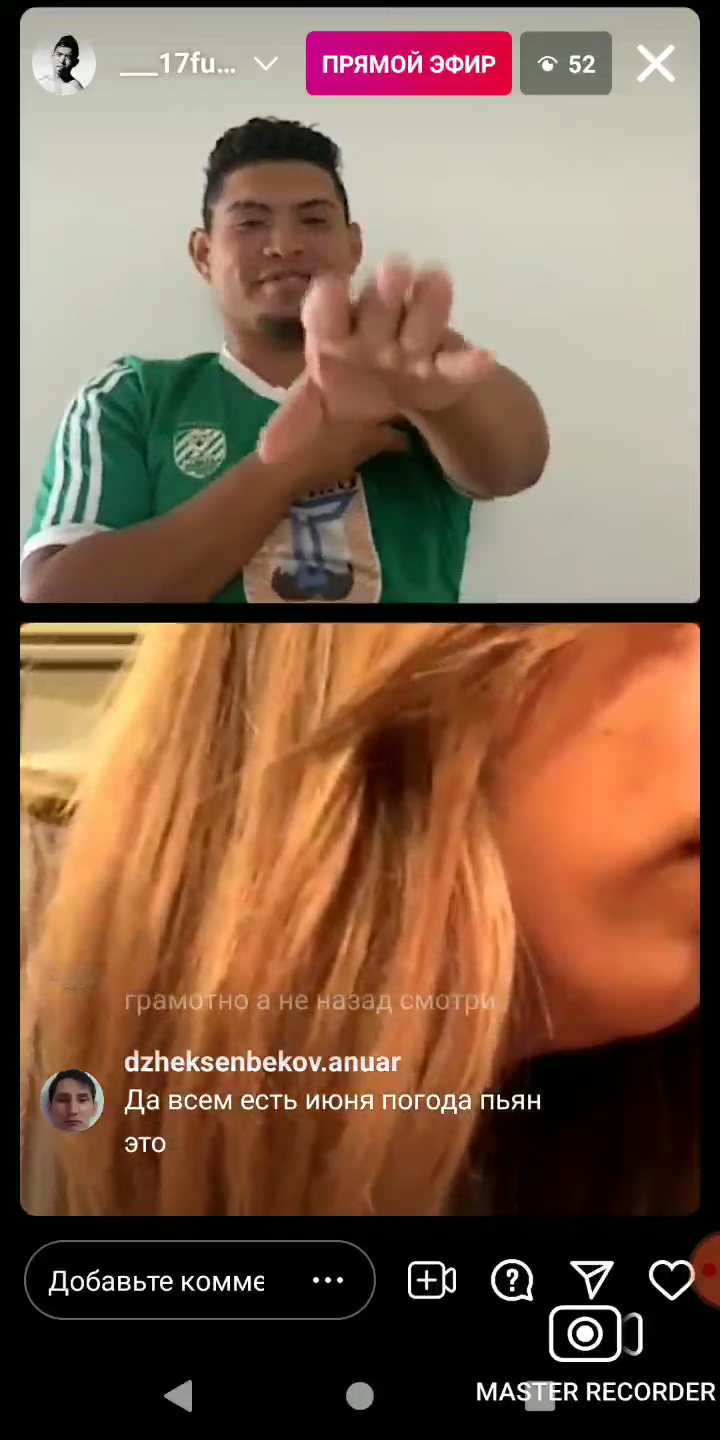 ___17fu...
ПРЯМОЙ ЭФИР
52
грамотно а не назад смотри
dzheksenbekov.anuar
Да всем есть июня погода пьян
это
Добавьте комме
MASTER RECORDER